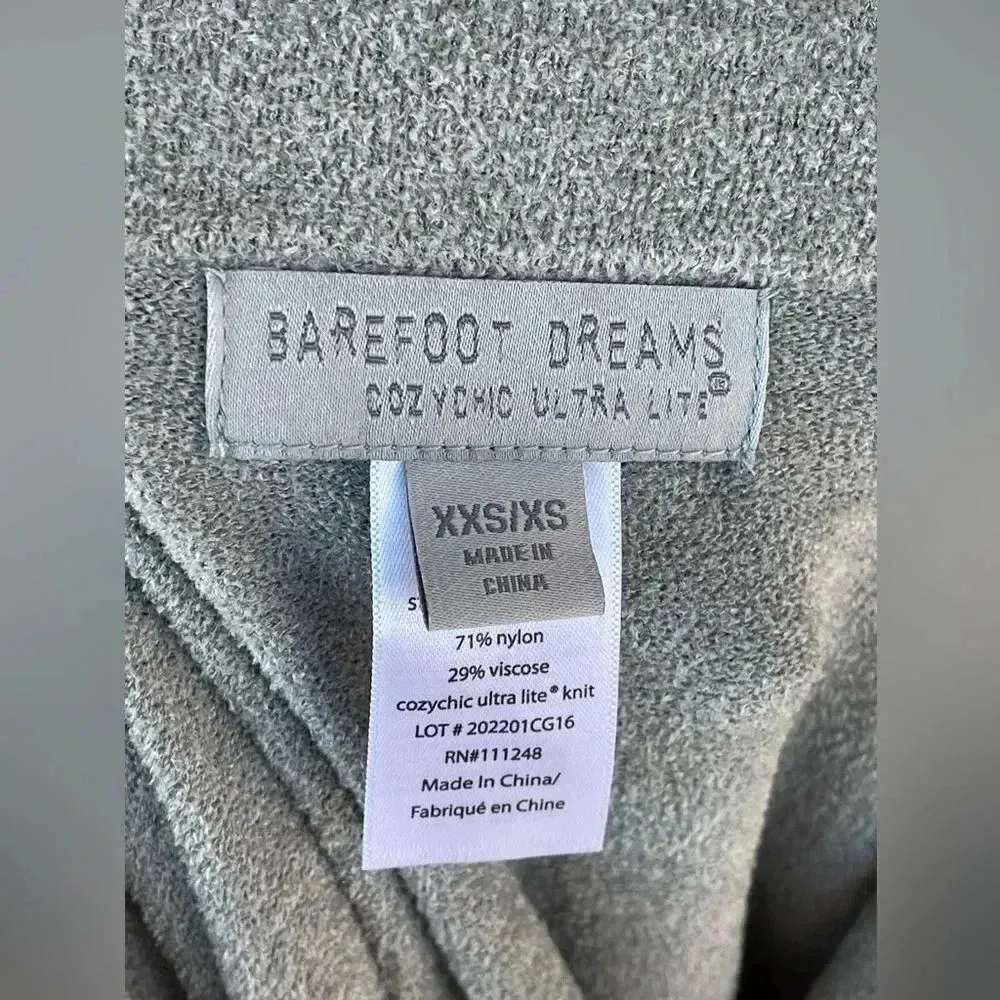 BAREFOOT DREAMS
COZYCHIC ULTRA LITE®
XXS/XS
MADE IN
CHINA
71% nylon
29% viscose
cozychic ultra lite® knit
LOT # 202201CG16
RN#111248
Made In China/
Fabriqué en Chine